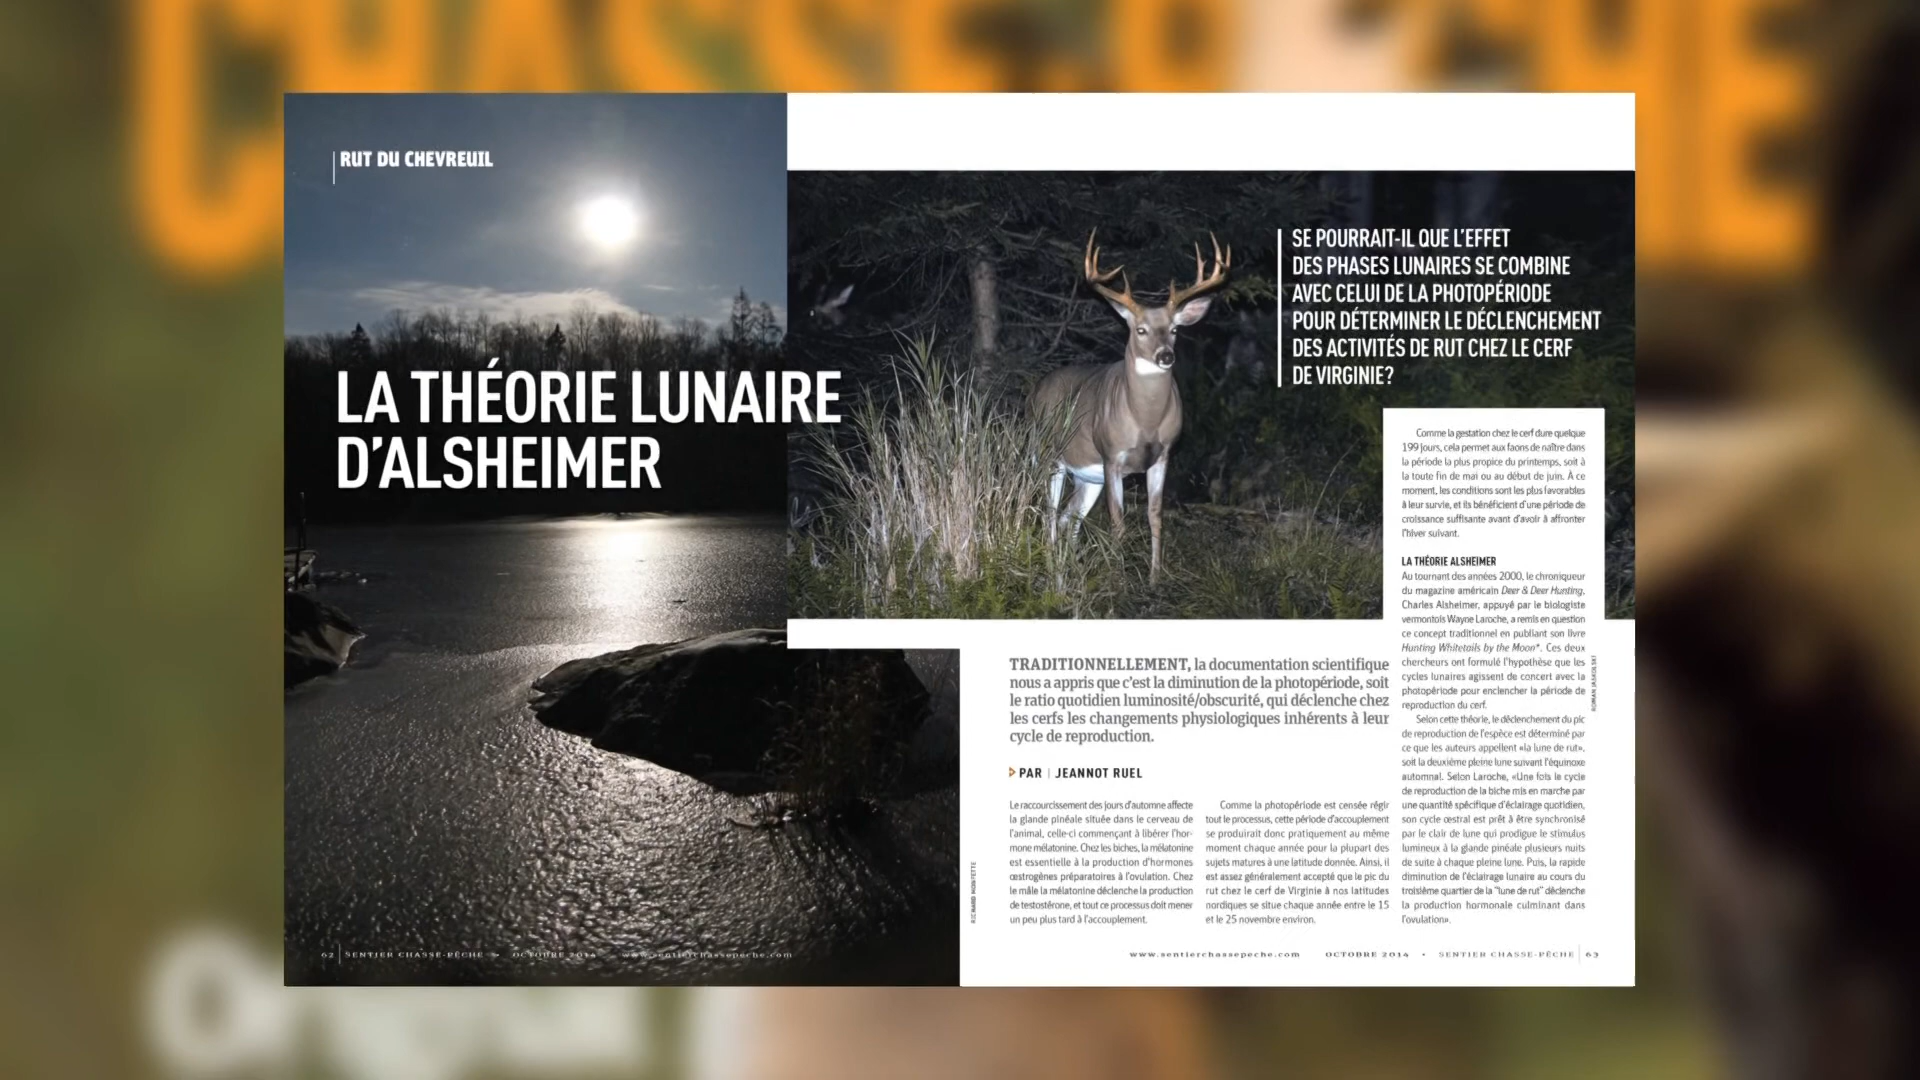 CHASSE-PÊCHE
RUT DU CHEVREUIL
LA THÉORIE LUNAIRE
D'ALSHEIMER
SE POURRAIT-IL QUE L'EFFET
DES PHASES LUNAIRES SE COMBINE
AVEC CELUI DE LA PHOTOPÉRIODE
POUR DÉTERMINER LE DÉCLENCHEMENT
DES ACTIVITÉS DE RUT CHEZ LE CERF
DE VIRGINIE?
TRADITIONNELLEMENT, la documentation scientifique
nous a appris que c'est la diminution de la photopériode, soit
le ratio quotidien luminosité/obscurité, qui déclenche chez
les cerfs les changements physiologiques inhérents à leur
cycle de reproduction.
PAR | JEANNOT RUEL
Le raccourcissement des jours d'automne affecte
la glande pinéale située dans le cerveau de
l'animal, celle-ci commençant à libérer l'hor-
mone mélatonine. Chez les biches, la mélatonine
est essentielle à la production d'hormones
œstrogènes préparatoires à l'ovulation. Chez
le mâle la mélatonine déclenche la production
de testostérone, et tout ce processus doit mener
un peu plus tard à l'accouplement.
Comme la photopériode est censée régir
tout le processus, cette période d'accouplement
se produirait donc pratiquement au même
moment chaque année pour la plupart des
sujets matures à une latitude donnée. Ainsi, il
est assez généralement accepté que le pic du
rut chez le cerf de Virginie à nos latitudes
nordiques se situe chaque année entre le 15
et le 25 novembre environ.
Comme la gestation chez le cerf dure quelque
199 jours, cela permet aux faons de naître dans
la période la plus propice du printemps, soit à
la toute fin de mai ou au début de juin. À ce
moment, les conditions sont les plus favorables
à leur survie, et ils bénéficient d'une période de
croissance suffisante avant d'avoir à affronter
l'hiver suivant.
LA THÉORIE ALSHEIMER
Au tournant des années 2000, le chroniqueur
du magazine américain Deer & Deer Hunting,
Charles Alsheimer, appuyé par le biologiste
vermontois Wayne Laroche, a remis en question
ce concept traditionnel en publiant son livre
Hunting Whitetails by the Moon*. Ces deux
chercheurs ont formulé l'hypothèse que les
cycles lunaires agissent de concert avec la
photopériode pour enclencher la période de
reproduction du cerf.
Selon cette théorie, le déclenchement du pic
de reproduction de l'espèce est déterminé par
ce que les auteurs appellent «la lune de rut»,
soit la deuxième pleine lune suivant l'équinoxe
automnal. Selon Laroche, «Une fois le cycle
de reproduction de la biche mis en marche par
une quantité spécifique d'éclairage quotidien,
son cycle œstral est prêt à être synchronisé
par le clair de lune qui prodigue le stimulus
lumineux à la glande pinéale plusieurs nuits
de suite à chaque pleine lune. Puis, la rapide
diminution de l'éclairage lunaire au cours du
troisième quartier de la "lune de rut" déclenche
la production hormonale culminant dans
l'ovulation».
62 | SENTIER CHASSE-PÊCHE • OCTOBRE 2014 www.sentierchassepeche.com
www.sentierchassepeche.com OCTOBRE 2014 • SENTIER CHASSE-PÊCHE | 63